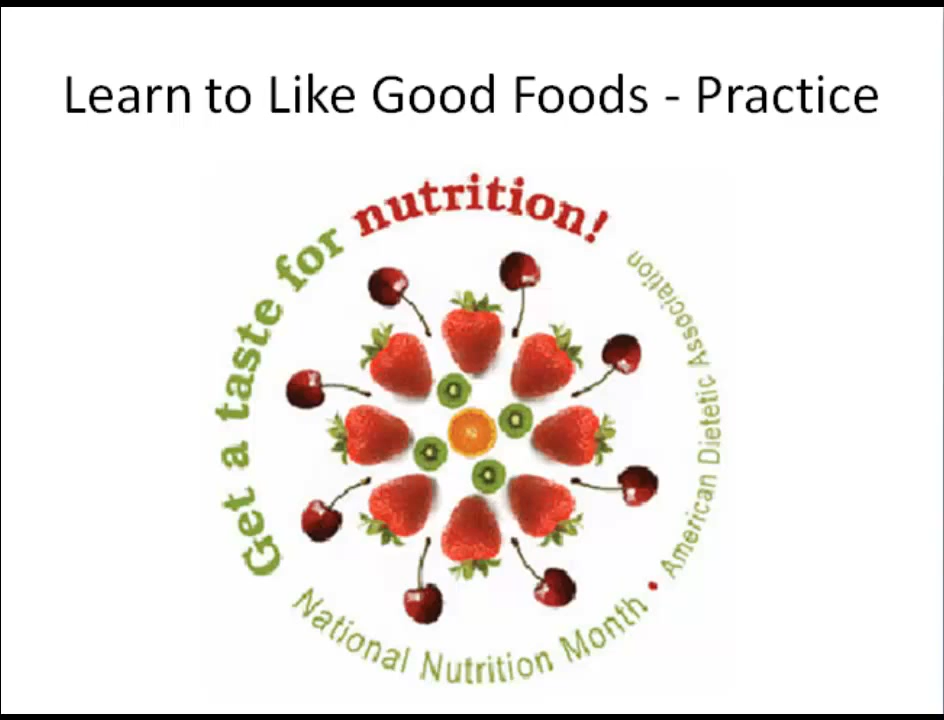 Learn to Like Good Foods - Practice
Get a taste for nutrition!
National Nutrition Month • American Dietetic Association